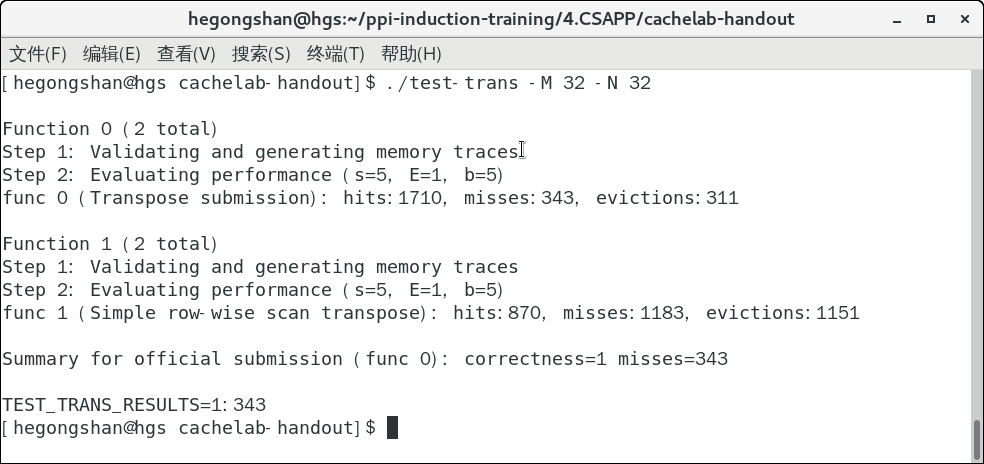 hegongshan@hgs:~/ppi-induction-training/4.CSAPP/cachelab-handout
文件(F) 编辑(E) 查看(V) 搜索(S) 终端(T) 帮助(H)
[hegongshan@hgs cachelab-handout]$ ./test-trans -M 32 -N 32
Function 0 (2 total)
Step 1: Validating and generating memory traces
Step 2: Evaluating performance (s=5, E=1, b=5)
func 0 (Transpose submission): hits:1710, misses:343, evictions:311
Function 1 (2 total)
Step 1: Validating and generating memory traces
Step 2: Evaluating performance (s=5, E=1, b=5)
func 1 (Simple row-wise scan transpose): hits:870, misses:1183, evictions:1151
Summary for official submission (func 0): correctness=1 misses=343
TEST_TRANS_RESULTS=1:343
[hegongshan@hgs cachelab-handout]$